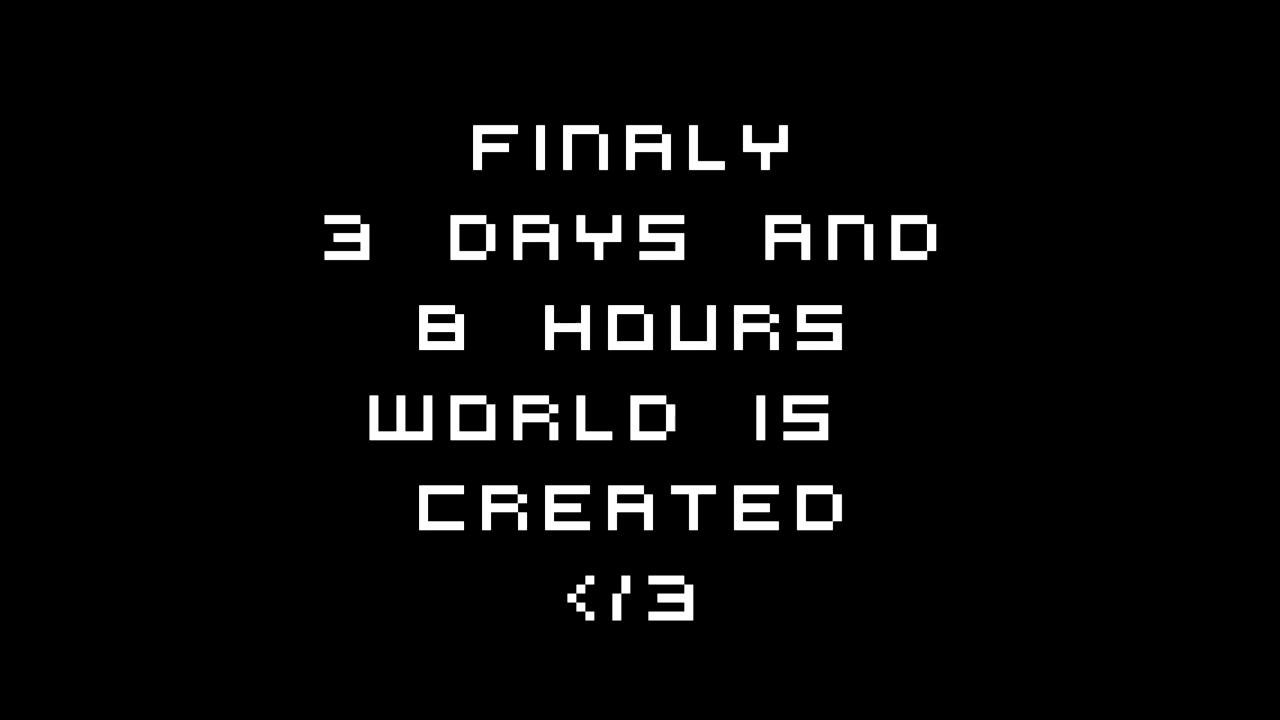 FINALY
3 DAYS AND
8 HOURS
WORLD IS
CREATED
</3